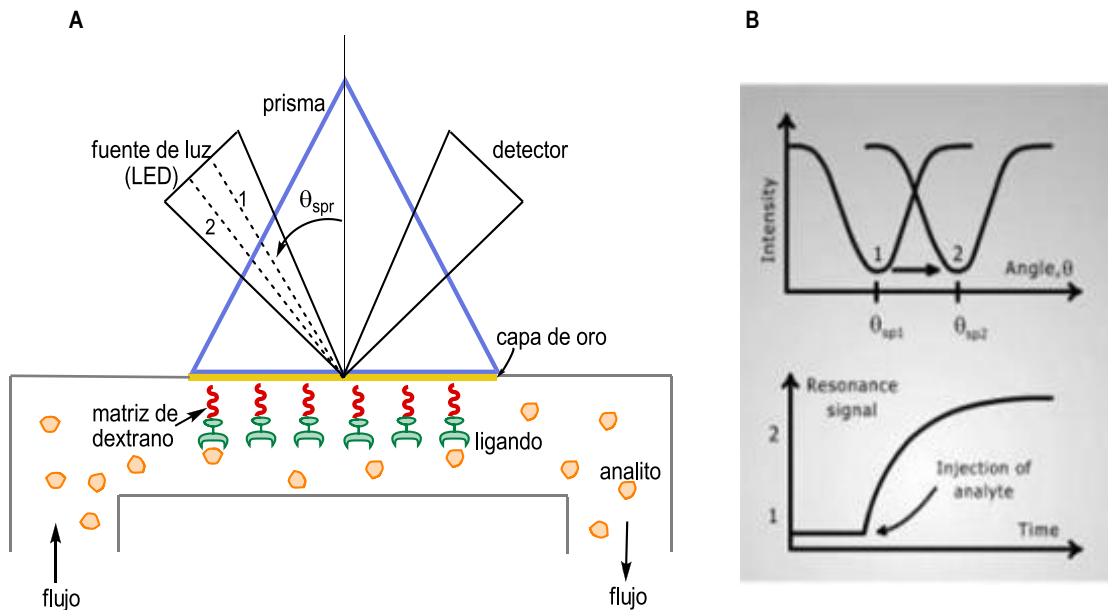 A
prisma
fuente de luz
(LED)
1
2
θspr
detector
capa de oro
matriz de
dextrano
ligando
analito
flujo
flujo
B
Intensity
1
2
Angle,θ
θsp1
θsp2
Resonance
signal
2
1
Injection of
analyte
Time